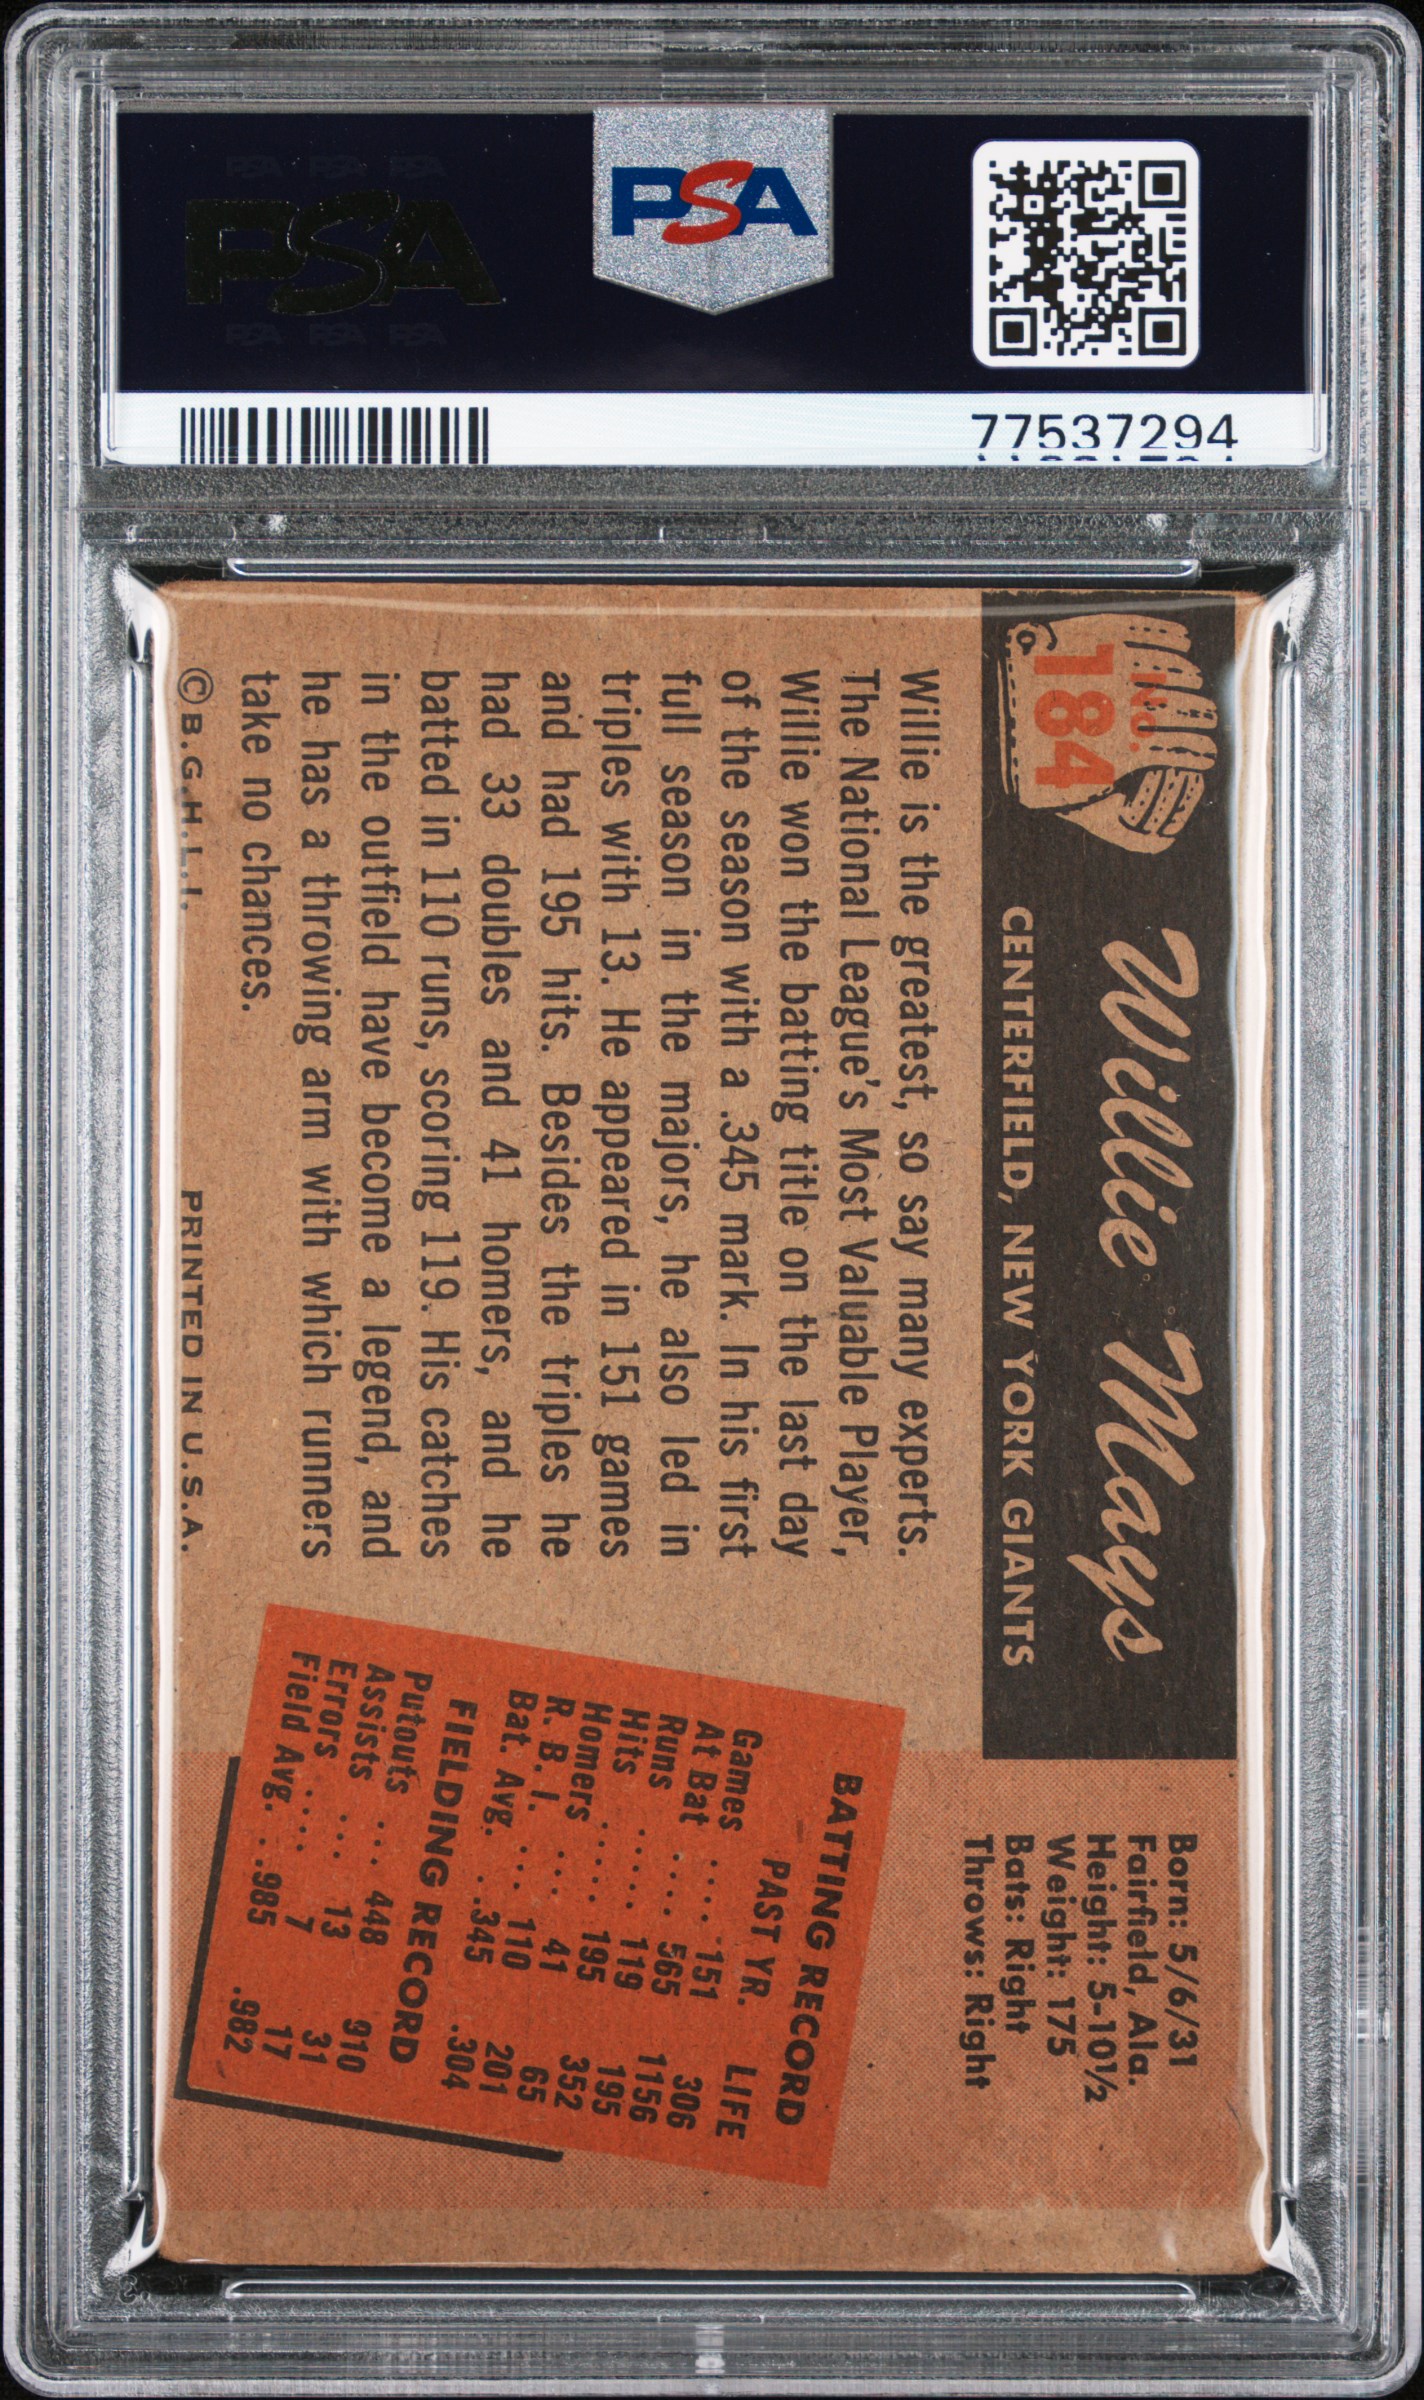 PSA PSA PSA
PSA
PSA PSA PSA
PSA
77537294
No.
184
Willie Mays
CENTERFIELD, NEW YORK GIANTS
Born: 5/6/31
Fairfield, Ala.
Height: 5-10½
Weight: 175
Bats: Right
Throws: Right
Willie is the greatest, so say many experts.
The National League's Most Valuable Player,
Willie won the batting title on the last day
of the season with a .345 mark. In his first
full season in the majors, he also led in
triples with 13. He appeared in 151 games
and had 195 hits. Besides the triples he
had 33 doubles and 41 homers, and he
batted in 110 runs, scoring 119. His catches
in the outfield have become a legend, and
he has a throwing arm with which runners
take no chances.
BATTING RECORD
PAST YR. LIFE
Games .... 151 306
At Bat .... 565 1156
Runs ..... 119 195
Hits ..... 195 352
Homers ... 41 65
R. B. I. ... 110 201
Bat. Avg. . .345 .304
FIELDING RECORD
Putouts ... 448 910
Assists ... 13 31
Errors .... 7 17
Field Avg. . .985 .982
© B.G.H.L.I. PRINTED IN U.S.A.